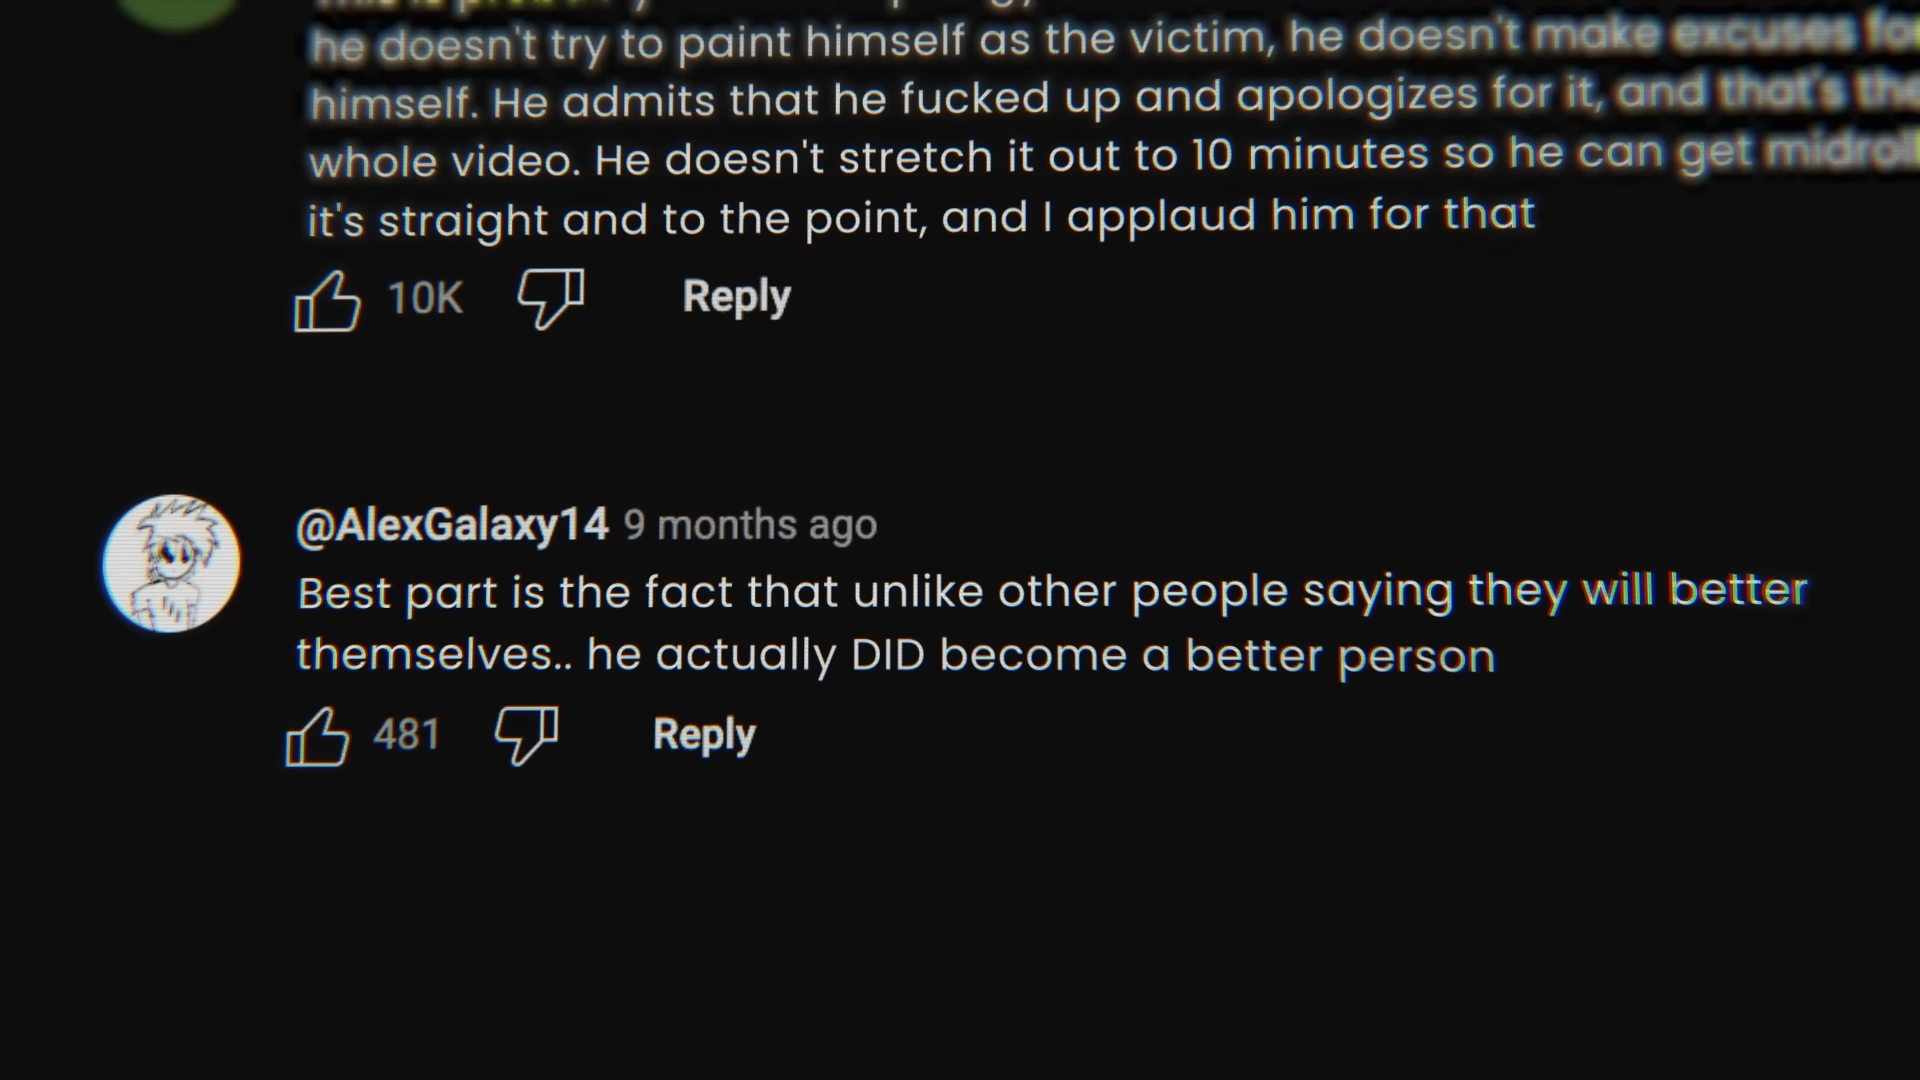 he doesn't try to paint himself as the victim, he doesn't make excuses for
himself. He admits that he fucked up and apologizes for it, and that's the
whole video. He doesn't stretch it out to 10 minutes so he can get
it's straight and to the point, and I applaud him for that
10K Reply
@AlexGalaxy14 9 months ago
Best part is the fact that unlike other people saying they will better
themselves.. he actually DID become a better person
481 Reply